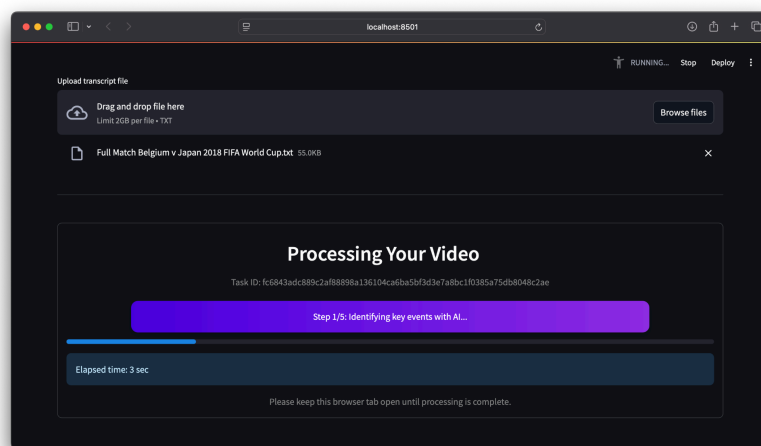 localhost:8501
RUNNING... Stop Deploy
Upload transcript file
Drag and drop file here
Limit 2GB per file • TXT
Browse files
Full Match Belgium v Japan 2018 FIFA World Cup.txt 55.0KB
Processing Your Video
Task ID: fc6843adc889c2af88898a136104ca6ba5bf3d3e7a8bc1f0385a75db8048c2ae
Step 1/5: Identifying key events with AI...
Elapsed time: 3 sec
Please keep this browser tab open until processing is complete.